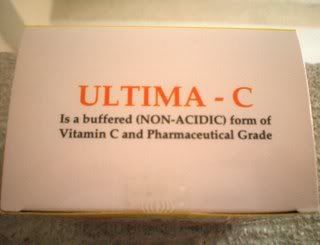 ULTIMA - C
Is a buffered (NON-ACIDIC) form of
Vitamin C and Pharmaceutical Grade